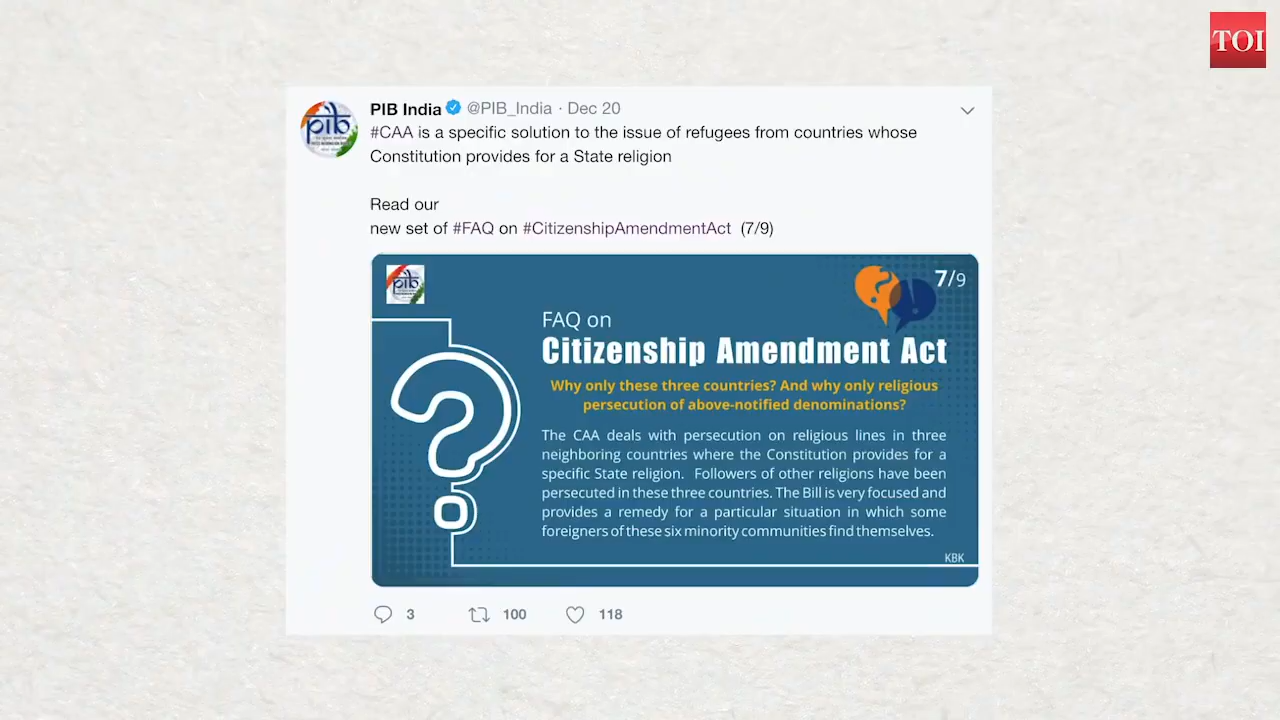 TOI
PIB India @PIB_India · Dec 20
#CAA is a specific solution to the issue of refugees from countries whose
Constitution provides for a State religion
Read our
new set of #FAQ on #CitizenshipAmendmentAct (7/9)
pib
7/9
FAQ on
Citizenship Amendment Act
Why only these three countries? And why only religious
persecution of above-notified denominations?
The CAA deals with persecution on religious lines in three
neighboring countries where the Constitution provides for a
specific State religion. Followers of other religions have been
persecuted in these three countries. The Bill is very focused and
provides a remedy for a particular situation in which some
foreigners of these six minority communities find themselves.
KBK
3 100 118